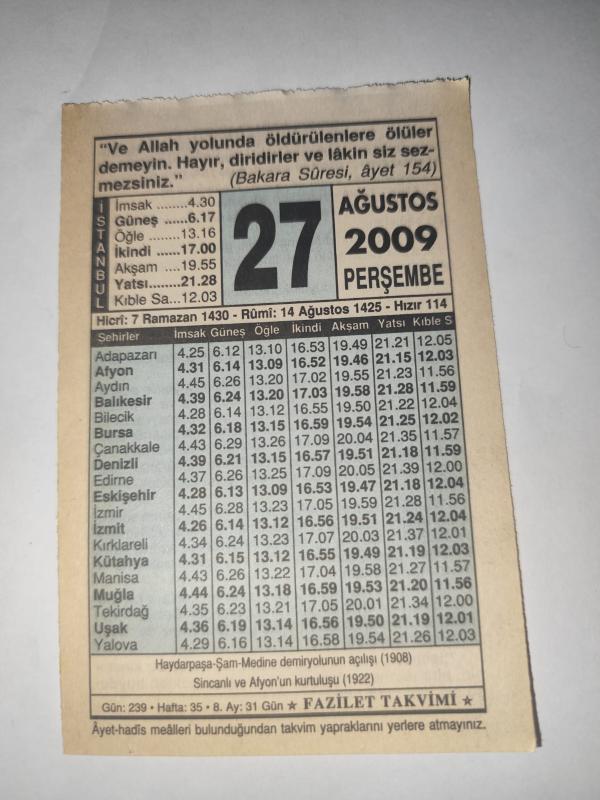 “Ve Allah yolunda öldürülenlere ölüler
demeyin. Hayır, diridirler ve lâkin siz sez-
mezsiniz.” (Bakara Sûresi, âyet 154)
İSTANBUL
İmsak ........4.30
Güneş ......6.17
Öğle ........13.16
İkindi ......17.00
Akşam ....19.55
Yatsı........21.28
Kıble Sa...12.03
27
AĞUSTOS
2009
PERŞEMBE
Hicrî: 7 Ramazan 1430 - Rûmî: 14 Ağustos 1425 - Hızır 114
Şehirler İmsak Güneş Öğle İkindi Akşam Yatsı Kıble S
Adapazarı 4.25 6.12 13.10 16.53 19.49 21.21 12.05
Afyon 4.31 6.14 13.09 16.52 19.46 21.15 12.03
Aydın 4.45 6.26 13.20 17.02 19.55 21.23 11.56
Balıkesir 4.39 6.24 13.20 17.03 19.58 21.28 11.59
Bilecik 4.28 6.14 13.12 16.55 19.50 21.22 12.04
Bursa 4.32 6.18 13.15 16.59 19.54 21.25 12.02
Çanakkale 4.43 6.29 13.26 17.09 20.04 21.35 11.57
Denizli 4.39 6.21 13.15 16.57 19.51 21.18 11.59
Edirne 4.37 6.26 13.25 17.09 20.05 21.39 12.00
Eskişehir 4.28 6.13 13.09 16.53 19.47 21.18 12.04
İzmir 4.45 6.28 13.23 17.05 19.59 21.28 11.56
İzmit 4.26 6.14 13.12 16.56 19.51 21.24 12.04
Kırklareli 4.34 6.24 13.23 17.07 20.03 21.37 12.01
Kütahya 4.31 6.15 13.12 16.55 19.49 21.19 12.03
Manisa 4.43 6.26 13.22 17.04 19.58 21.27 11.57
Muğla 4.44 6.24 13.18 16.59 19.53 21.20 11.56
Tekirdağ 4.35 6.23 13.21 17.05 20.01 21.34 12.00
Uşak 4.36 6.19 13.14 16.56 19.50 21.19 12.01
Yalova 4.29 6.16 13.14 16.58 19.54 21.26 12.03
Haydarpaşa-Şam-Medine demiryolunun açılışı (1908)
Sincanlı ve Afyon'un kurtuluşu (1922)
Gün: 239 • Hafta: 35 • 8. Ay: 31 Gün ★ FAZİLET TAKVİMİ ★
Âyet-hadîs meâlleri bulunduğundan takvim yapraklarını yerlere atmayınız.